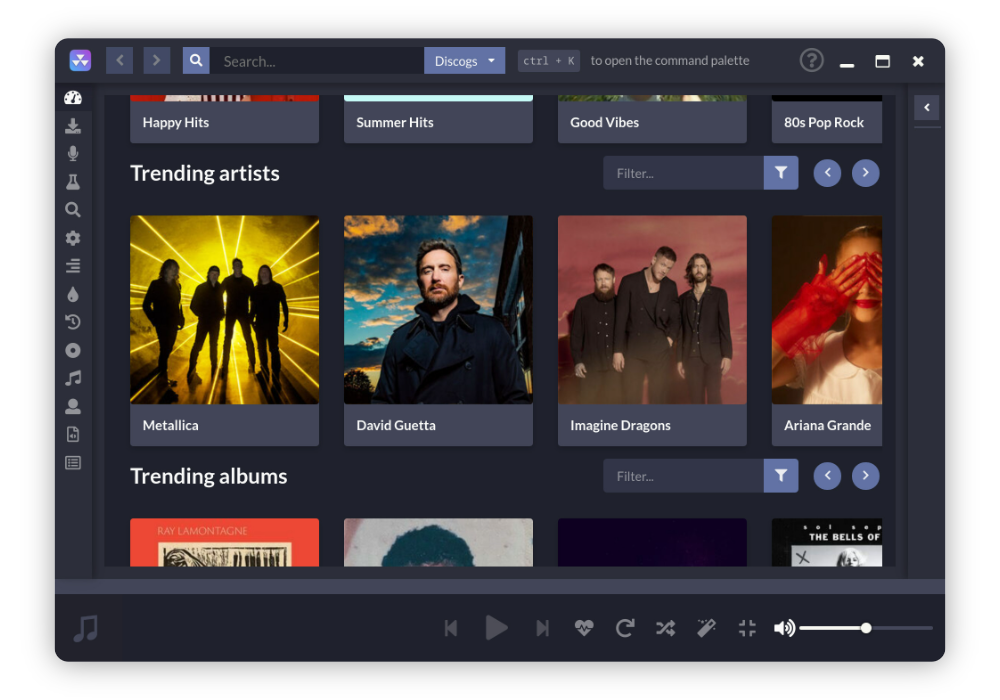 Search...
Discogs
ctrl + K to open the command palette
?
Happy Hits
Summer Hits
Good Vibes
80s Pop Rock
Trending artists
Filter...
Metallica
David Guetta
Imagine Dragons
Ariana Grande
Trending albums
Filter...
RAY LAMONTAGNE
sol sep
THE BELLS OF